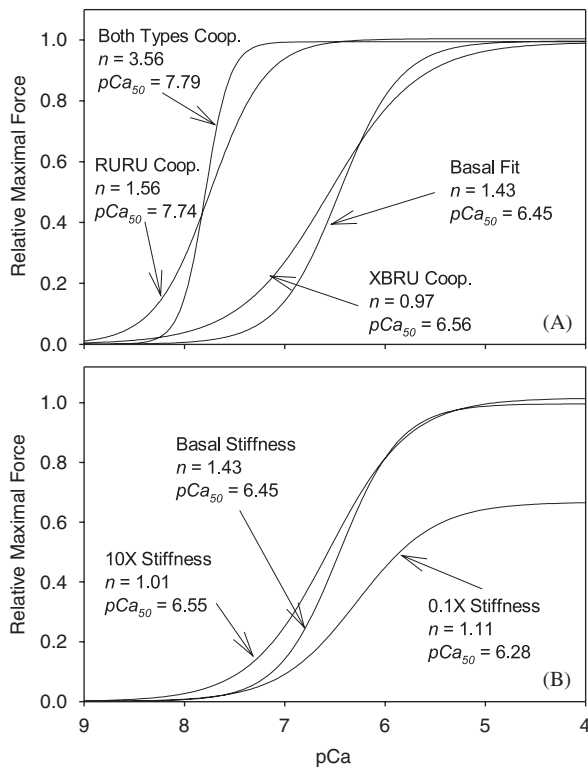 Relative Maximal Force
1.0
0.8
0.6
0.4
0.2
0.0
Both Types Coop.
n = 3.56
pCa50 = 7.79
RURU Coop.
n = 1.56
pCa50 = 7.74
Basal Fit
n = 1.43
pCa50 = 6.45
XBRU Coop.
n = 0.97
pCa50 = 6.56
(A)
Relative Maximal Force
1.0
0.8
0.6
0.4
0.2
0.0
Basal Stiffness
n = 1.43
pCa50 = 6.45
10X Stiffness
n = 1.01
pCa50 = 6.55
0.1X Stiffness
n = 1.11
pCa50 = 6.28
(B)
9 8 7 6 5 4
pCa